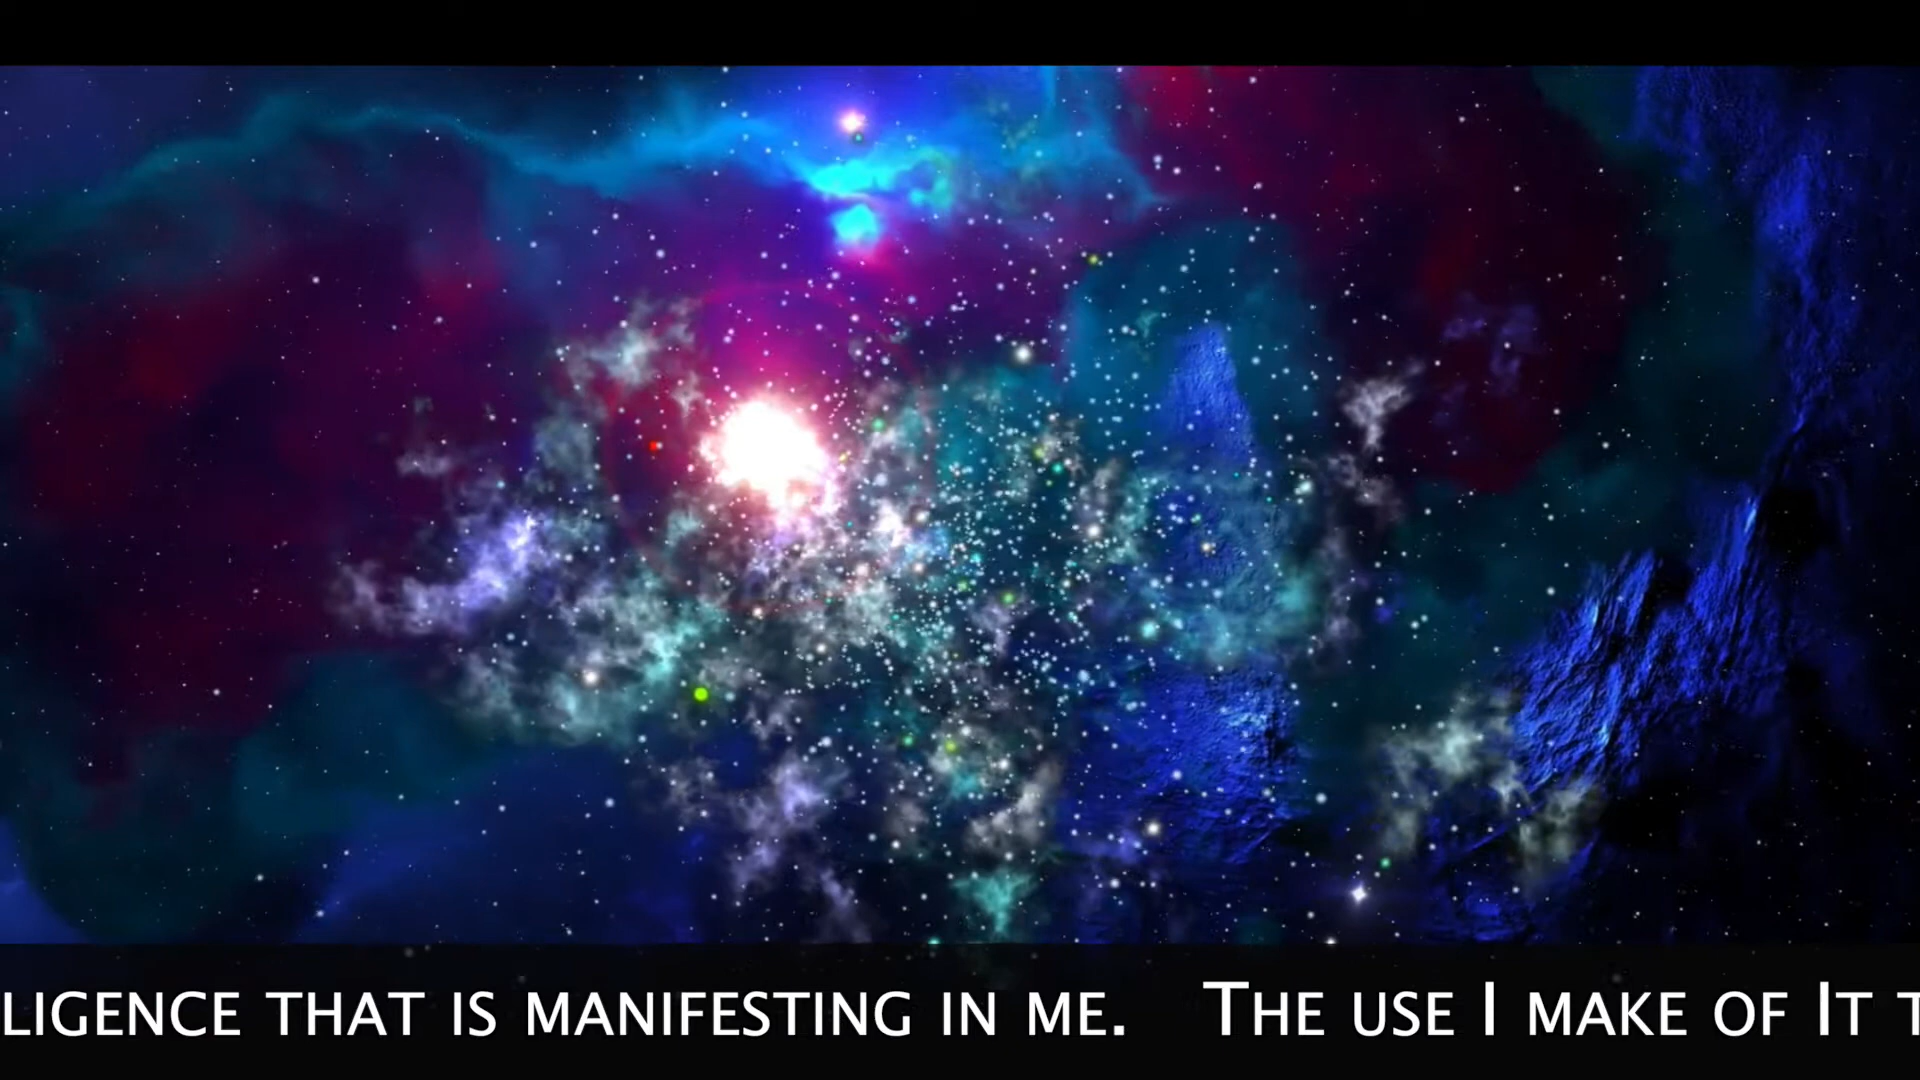 LIGENCE THAT IS MANIFESTING IN ME. THE USE I MAKE OF IT T